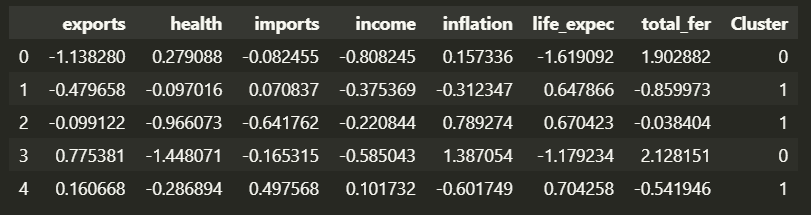 exports health imports income inflation life_expec total_fer Cluster
0 -1.138280 0.279088 -0.082455 -0.808245 0.157336 -1.619092 1.902882 0
1 -0.479658 -0.097016 0.070837 -0.375369 -0.312347 0.647866 -0.859973 1
2 -0.099122 -0.966073 -0.641762 -0.220844 0.789274 0.670423 -0.038404 1
3 0.775381 -1.448071 -0.165315 -0.585043 1.387054 -1.179234 2.128151 0
4 0.160668 -0.286894 0.497568 0.101732 -0.601749 0.704258 -0.541946 1